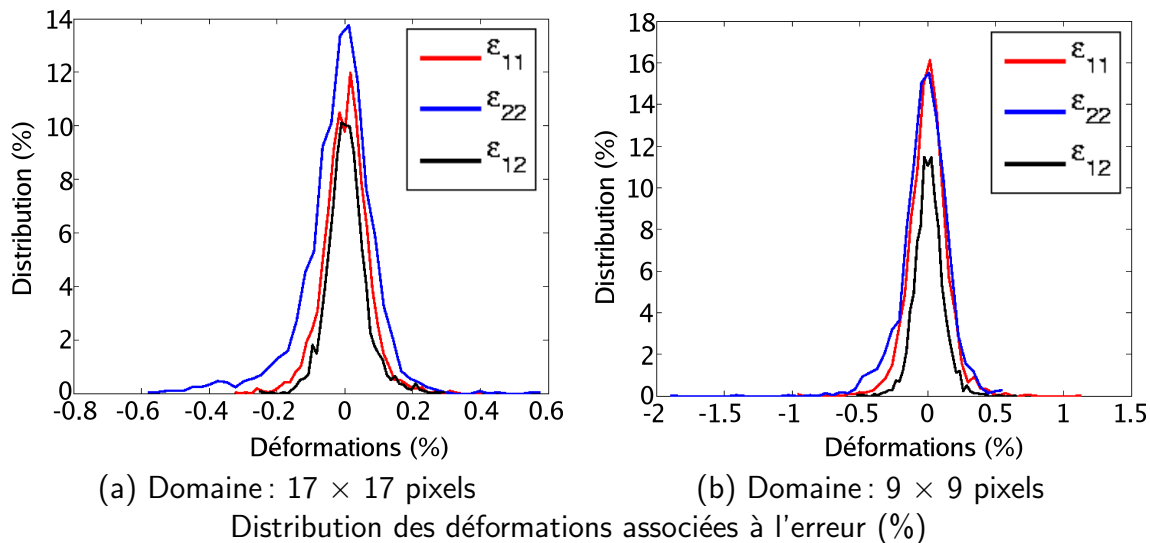 14
12
10
8
6
4
2
0
Distribution (%)
-0.8
-0.6
-0.4
-0.2
0
0.2
0.4
0.6
Déformations (%)
ε11
ε22
ε12
(a) Domaine : 17 × 17 pixels
18
16
14
12
10
8
6
4
2
0
Distribution (%)
-2
-1.5
-1
-0.5
0
0.5
1
1.5
Déformations (%)
ε11
ε22
ε12
(b) Domaine : 9 × 9 pixels
Distribution des déformations associées à l'erreur (%)